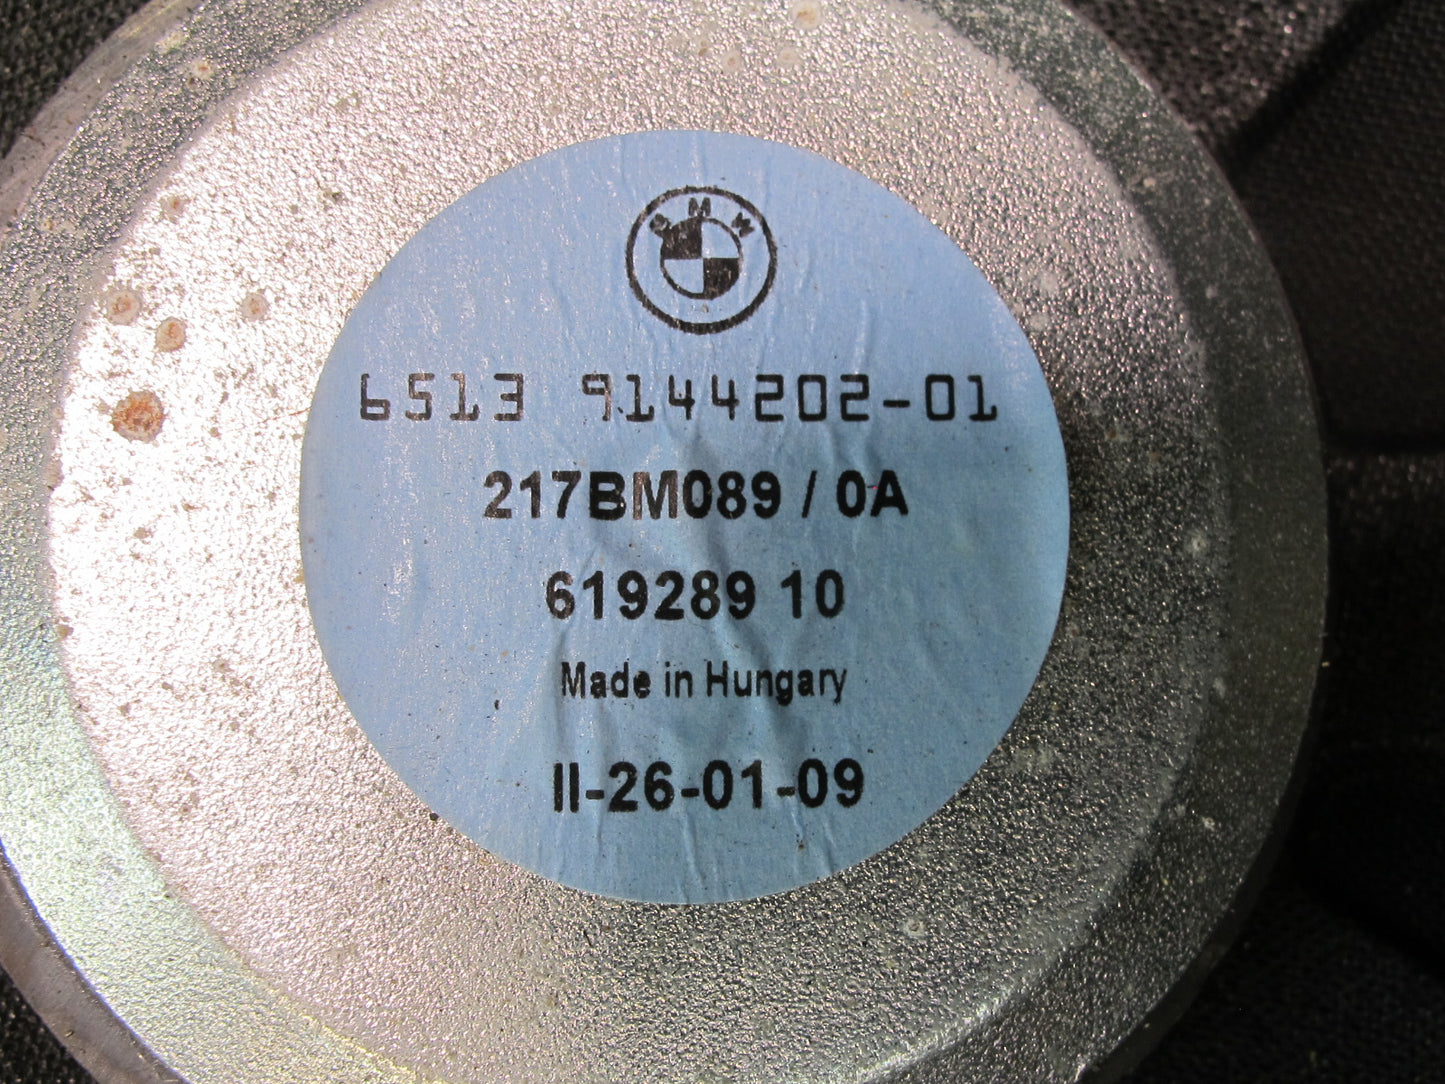 BMW
6513 9144202-01
217BM089 / 0A
619289 10
Made in Hungary
II-26-01-09